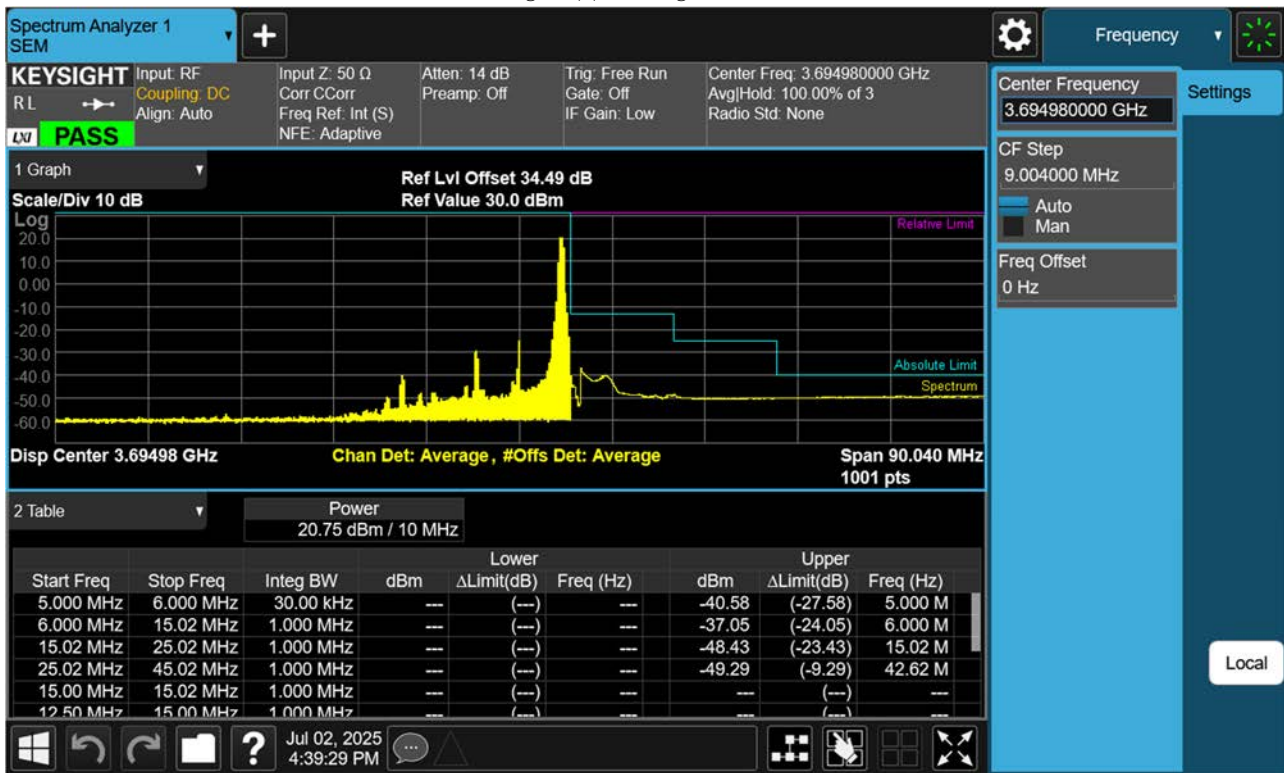 Spectrum Analyzer 1
SEM
+
Frequency
KEYSIGHT
RL
LXI
PASS
Input: RF
Coupling: DC
Align: Auto
Input Z: 50 Ω
Corr CCorr
Freq Ref: Int (S)
NFE: Adaptive
Atten: 14 dB
Preamp: Off
Trig: Free Run
Gate: Off
IF Gain: Low
Center Freq: 3.694980000 GHz
Avg|Hold: 100.00% of 3
Radio Std: None
Center Frequency
3.694980000 GHz
Settings
CF Step
9.004000 MHz
Auto
Man
Freq Offset
0 Hz
Local
1 Graph
Scale/Div 10 dB
Ref Lvl Offset 34.49 dB
Ref Value 30.0 dBm
Log
Relative Limit
20.0
10.0
0.00
-10.0
-20.0
-30.0
Absolute Limit
-40.0
Spectrum
-50.0
-60.0
Disp Center 3.69498 GHz Chan Det: Average, #Offs Det: Average Span 90.040 MHz
1001 pts
2 Table
Power
20.75 dBm / 10 MHz
Lower Upper
Start Freq Stop Freq Integ BW dBm ΔLimit(dB) Freq (Hz) dBm ΔLimit(dB) Freq (Hz)
5.000 MHz 6.000 MHz 30.00 kHz --- (---) --- -40.58 (-27.58) 5.000 M
6.000 MHz 15.02 MHz 1.000 MHz --- (---) --- -37.05 (-24.05) 6.000 M
15.02 MHz 25.02 MHz 1.000 MHz --- (---) --- -48.43 (-23.43) 15.02 M
25.02 MHz 45.02 MHz 1.000 MHz --- (---) --- -49.29 (-9.29) 42.62 M
15.00 MHz 15.02 MHz 1.000 MHz --- (---) --- --- (---) ---
12.50 MHz 15.00 MHz 1.000 MHz --- (---) --- --- (---) ---
?
Jul 02, 2025
4:39:29 PM